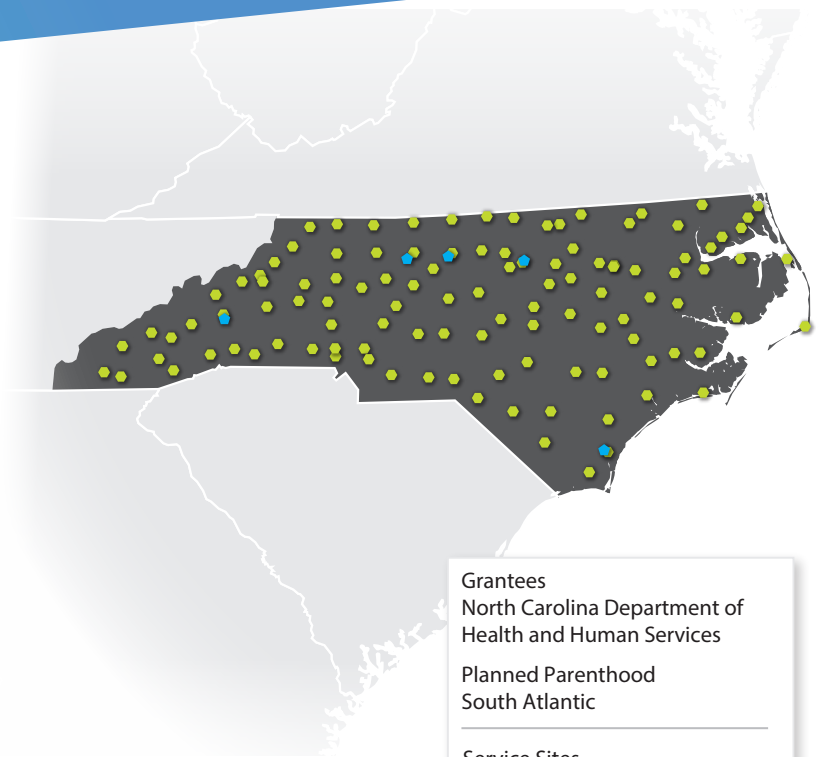 Grantees
North Carolina Department of
Health and Human Services
Planned Parenthood
South Atlantic
Service Sites